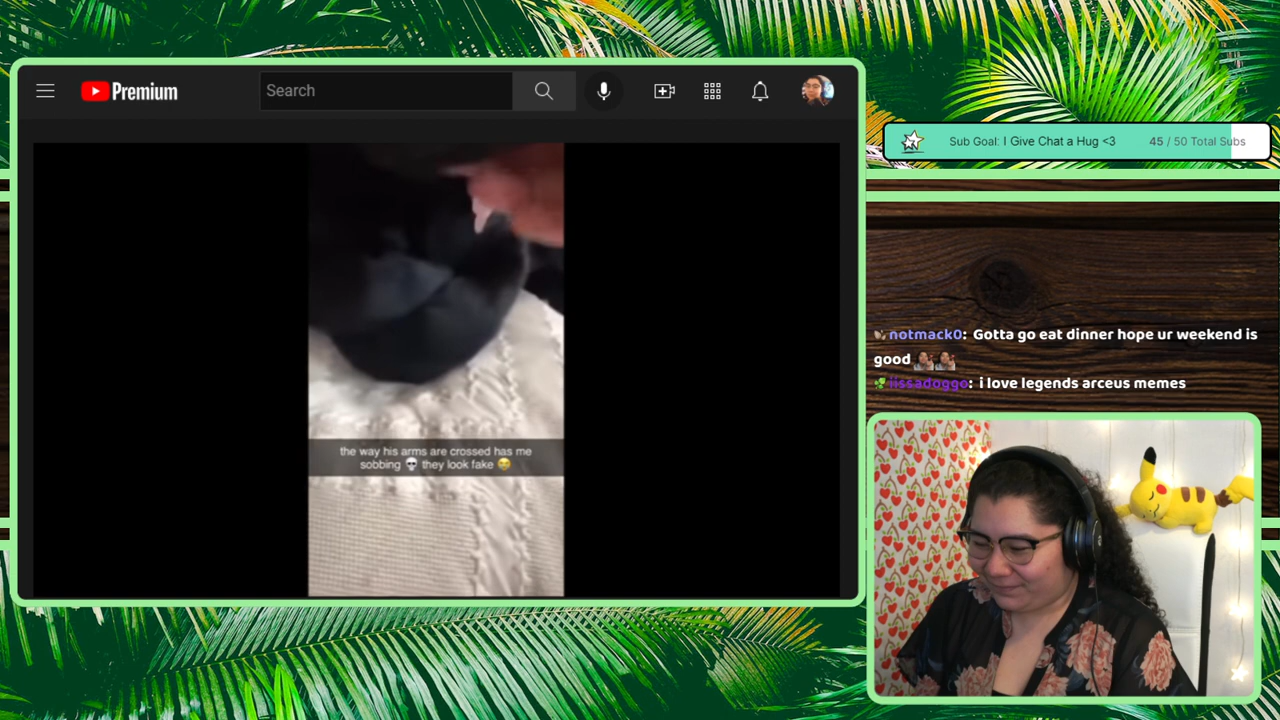 Premium
Search
Sub Goal: I Give Chat a Hug <3 45 / 50 Total Subs
the way his arms are crossed has me
sobbing 💀 they look fake 😭
notmack0: Gotta go eat dinner hope ur weekend is
good
iissadoggo: i love legends arceus memes